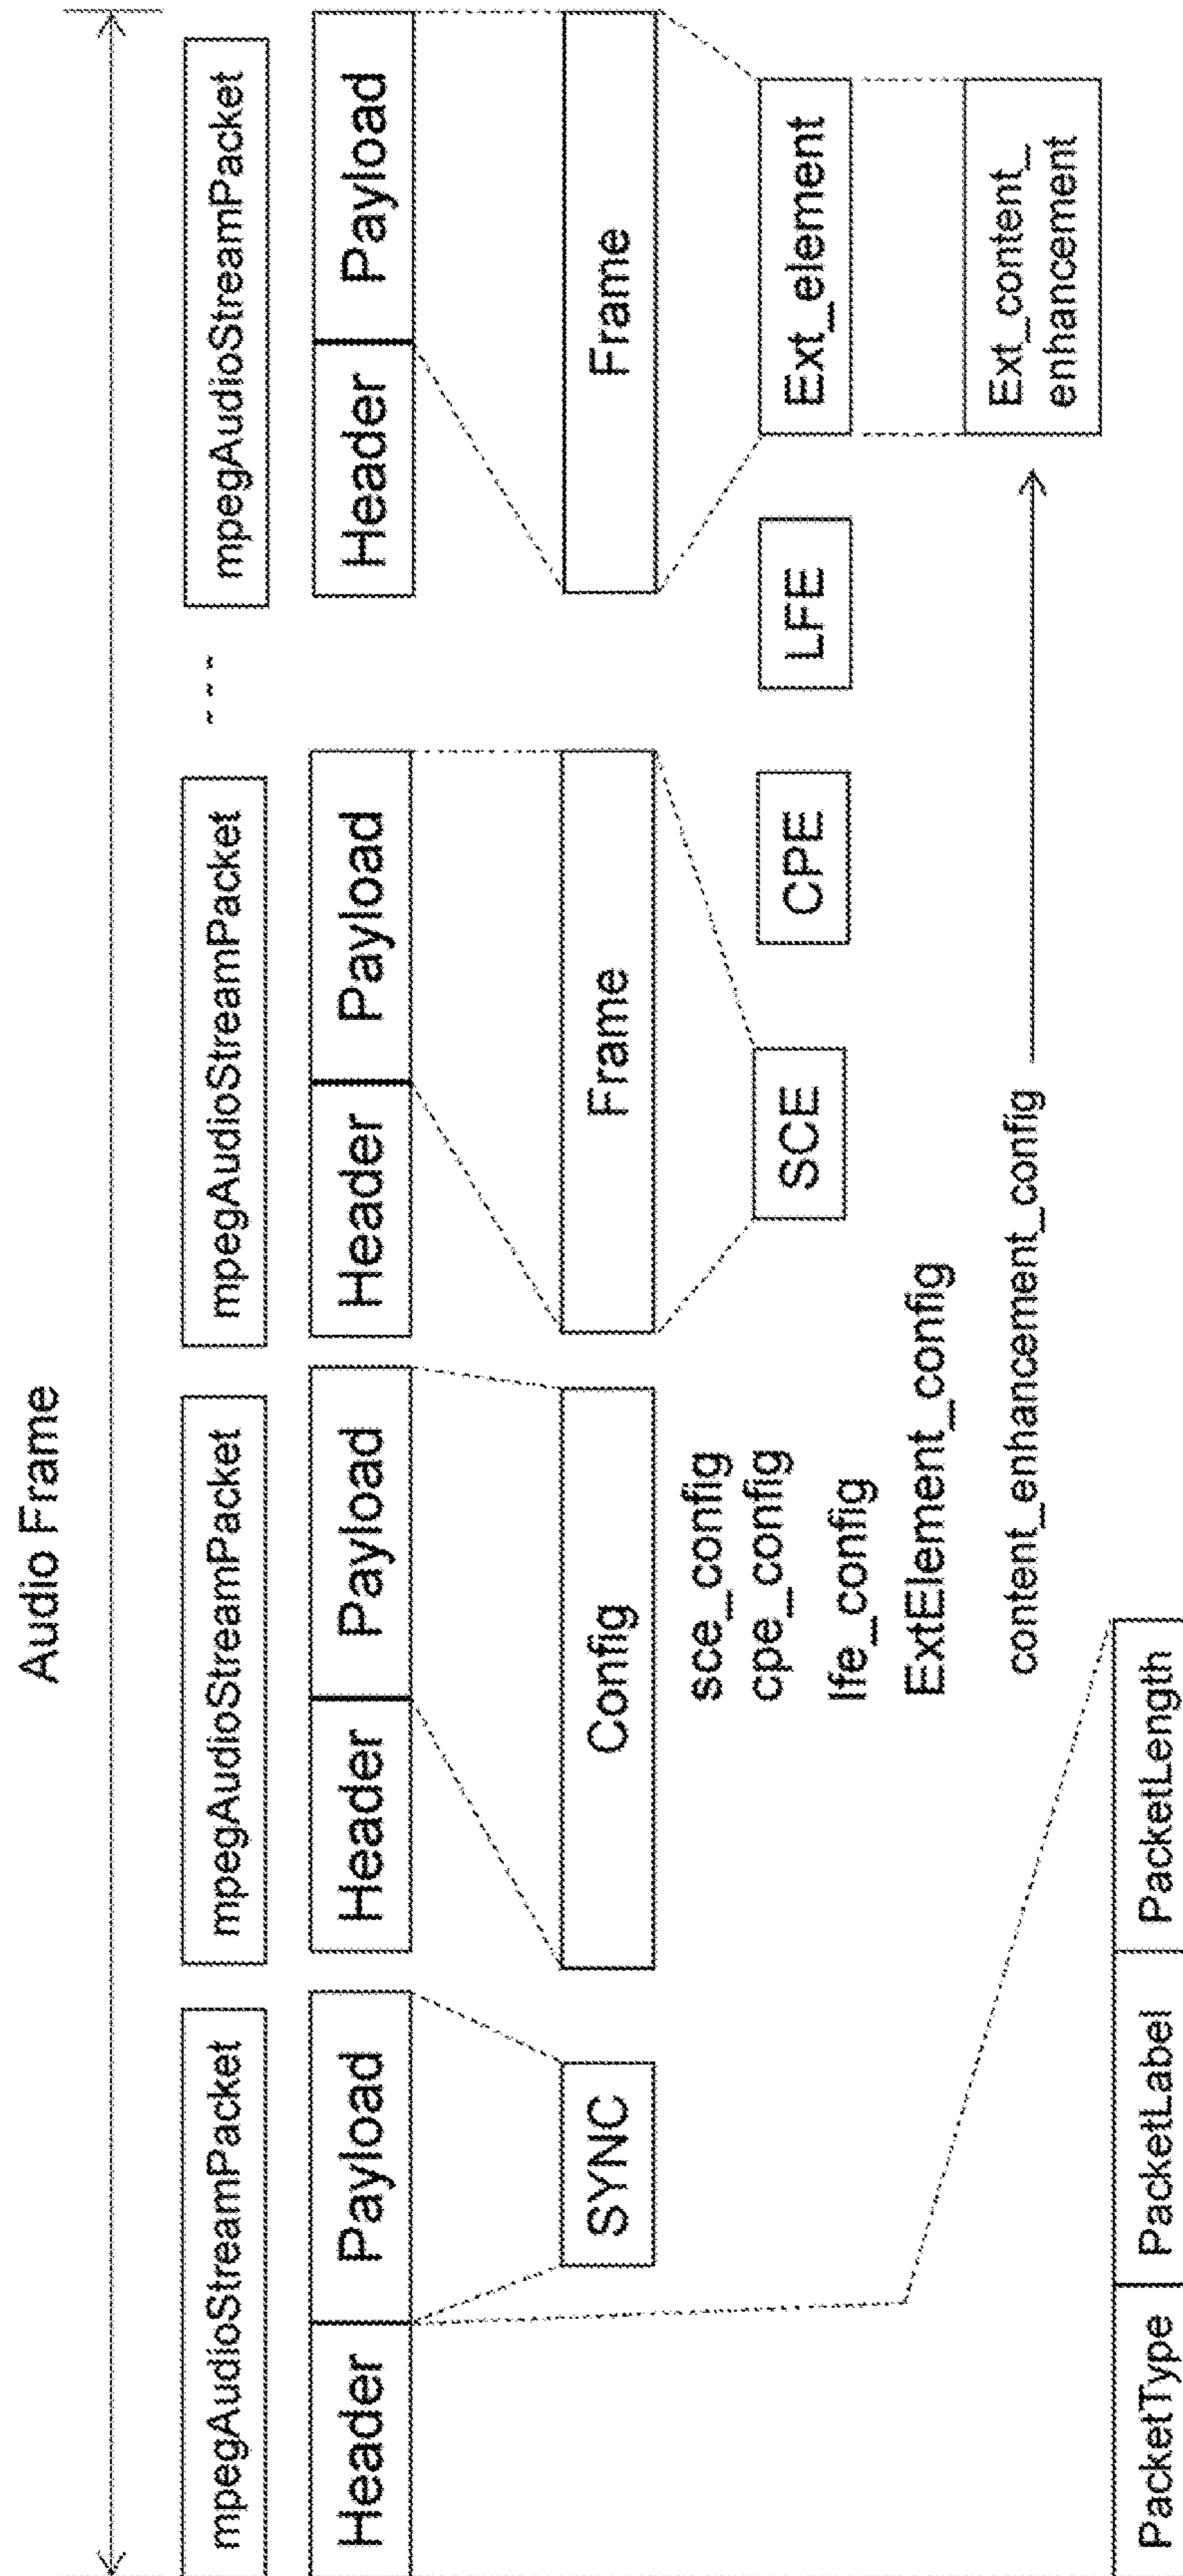 Audio Frame
mpegAudioStreamPacket
mpegAudioStreamPacket
mpegAudioStreamPacket
- - -
mpegAudioStreamPacket
Header
Payload
Header
Payload
Header
Payload
Header
Payload
SYNC
Config
Frame
Frame
sce_config
cpe_config
lfe_config
ExtElement_config
content_enhancement_config
SCE
CPE
LFE
Ext_element
Ext_content_
enhancement
PacketType
PacketLabel
PacketLength